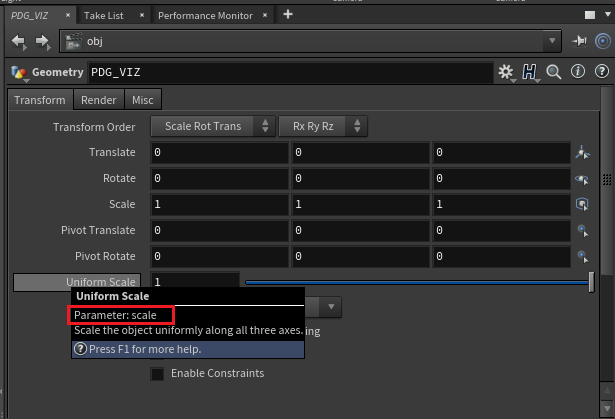 PDG_VIZ × Take List × Performance Monitor × +
obj
Geometry PDG_VIZ
Transform Render Misc
Transform Order Scale Rot Trans Rx Ry Rz
Translate 0 0 0
Rotate 0 0 0
Scale 1 1 1
Pivot Translate 0 0 0
Pivot Rotate 0 0 0
Uniform Scale 1
Uniform Scale
Parameter: scale
Scale the object uniformly along all three axes.
ing
Press F1 for more help.
Enable Constraints